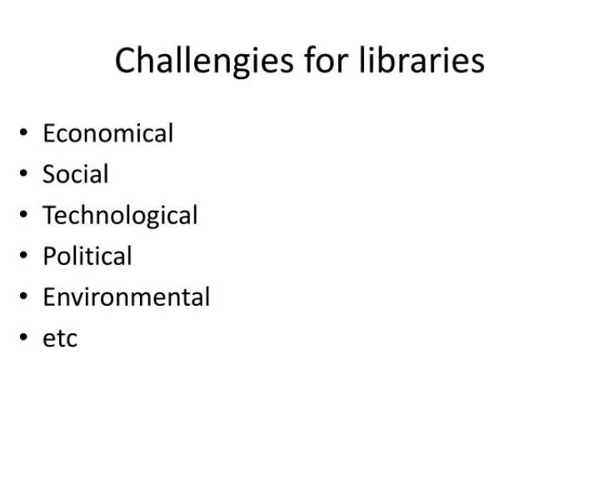 Challengies for libraries
• Economical
• Social
• Technological
• Political
• Environmental
• etc